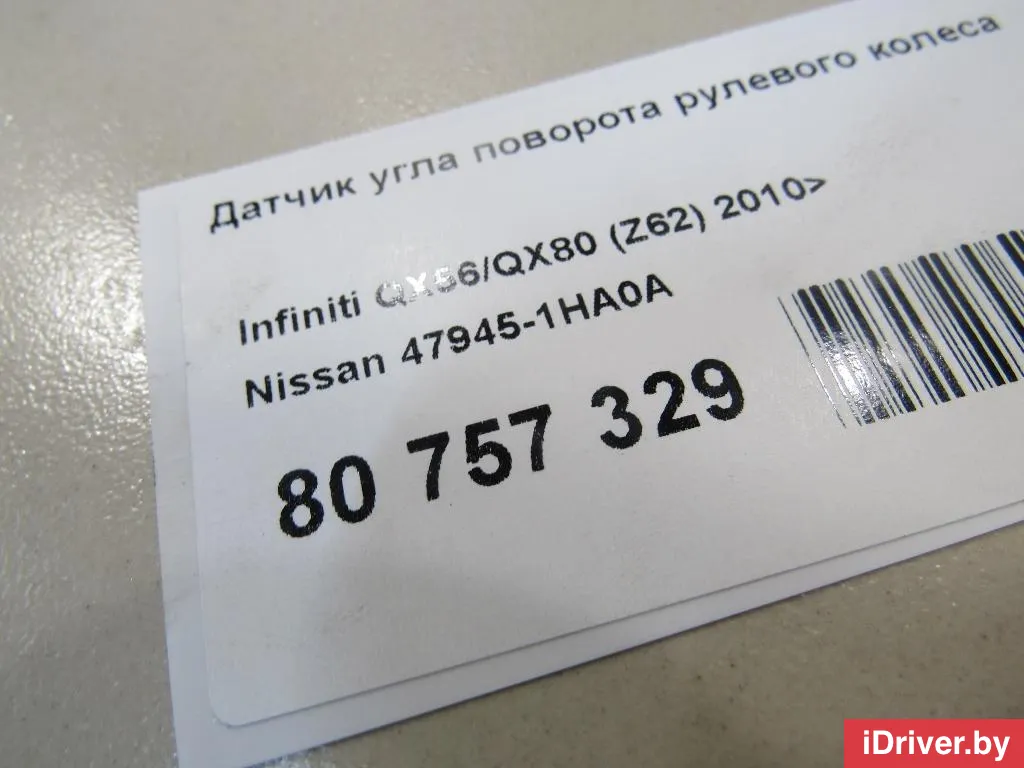 Датчик угла поворота рулевого колеса
Infiniti QX56/QX80 (Z62) 2010>
Nissan 47945-1HA0A
80 757 329
iDriver.by